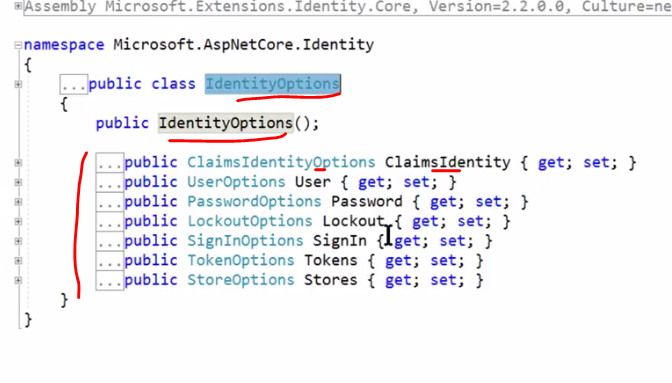 Assembly Microsoft.Extensions.Identity.Core, Version=2.2.0.0, Culture=ne
namespace Microsoft.AspNetCore.Identity
{
...public class IdentityOptions
{
public IdentityOptions();
...public ClaimsIdentityOptions ClaimsIdentity { get; set; }
...public UserOptions User { get; set; }
...public PasswordOptions Password { get; set; }
...public LockoutOptions Lockout { get; set; }
...public SignInOptions SignIn { get; set; }
...public TokenOptions Tokens { get; set; }
...public StoreOptions Stores { get; set; }
}
}